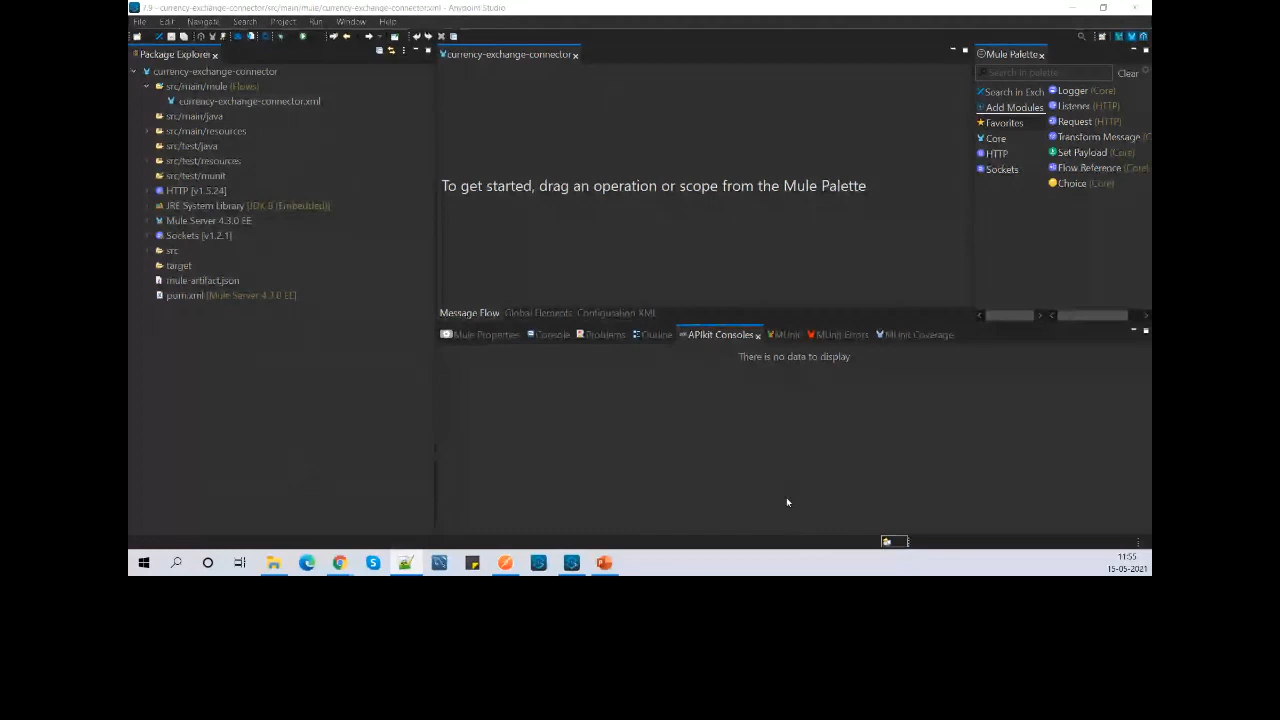 7.9 - currency-exchange-connector/src/main/mule/currency-exchange-connector.xml - Anypoint Studio
File Edit Navigate Search Project Run Window Help
Package Explorer
currency-exchange-connector
src/main/mule (Flows)
currency-exchange-connector.xml
src/main/java
src/main/resources
src/test/java
src/test/resources
src/test/munit
HTTP [v1.5.24]
JRE System Library [JDK 8 (Embedded)]
Mule Server 4.3.0 EE
Sockets [v1.2.1]
src
target
mule-artifact.json
pom.xml [Mule Server 4.3.0 EE]
currency-exchange-connector
To get started, drag an operation or scope from the Mule Palette
Message Flow Global Elements Configuration XML
Mule Properties Console Problems Outline APIkit Consoles MUnit MUnit Errors MUnit Coverage
There is no data to display
Mule Palette
Search in palette Clear
Search in Exch
Add Modules
Favorites
Core
HTTP
Sockets
Logger (Core)
Listener (HTTP)
Request (HTTP)
Transform Message (C
Set Payload (Core)
Flow Reference (Core)
Choice (Core)
11:55
15-05-2021